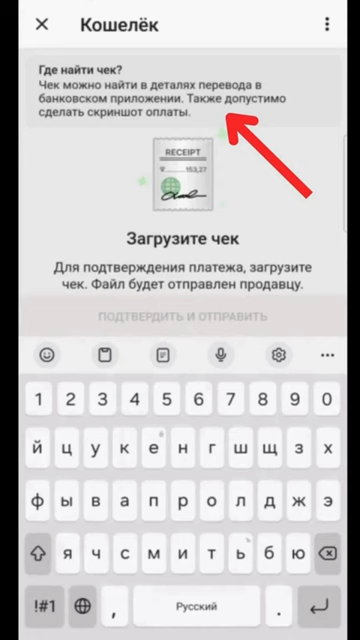 Кошелёк
Где найти чек?
Чек можно найти в деталях перевода в
банковском приложении. Также допустимо
сделать скриншот оплаты.
RECEIPT
153,27
Загрузите чек
Для подтверждения платежа, загрузите
чек. Файл будет отправлен продавцу.
ПОДТВЕРДИТЬ И ОТПРАВИТЬ
1 2 3 4 5 6 7 8 9 0
й ц у к е н г ш щ з х
ф ы в а п р о л д ж э
я ч с м и т ь б ю
!#1 , Русский .